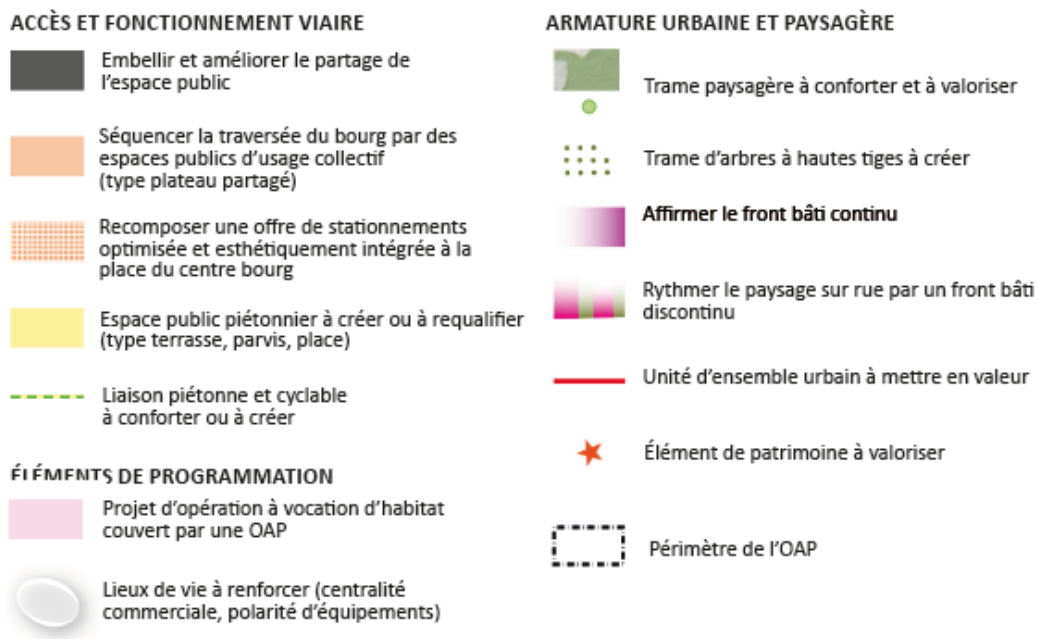 ACCÈS ET FONCTIONNEMENT VIAIRE
Embellir et améliorer le partage de
l'espace public
Séquencer la traversée du bourg par des
espaces publics d'usage collectif
(type plateau partagé)
Recomposer une offre de stationnements
optimisée et esthétiquement intégrée à la
place du centre bourg
Espace public piétonnier à créer ou à requalifier
(type terrasse, parvis, place)
Liaison piétonne et cyclable
à conforter ou à créer
ÉLÉMENTS DE PROGRAMMATION
Projet d'opération à vocation d'habitat
couvert par une OAP
Lieux de vie à renforcer (centralité
commerciale, polarité d'équipements)
ARMATURE URBAINE ET PAYSAGÈRE
Trame paysagère à conforter et à valoriser
Trame d'arbres à hautes tiges à créer
Affirmer le front bâti continu
Rythmer le paysage sur rue par un front bâti
discontinu
Unité d'ensemble urbain à mettre en valeur
Élément de patrimoine à valoriser
Périmètre de l'OAP